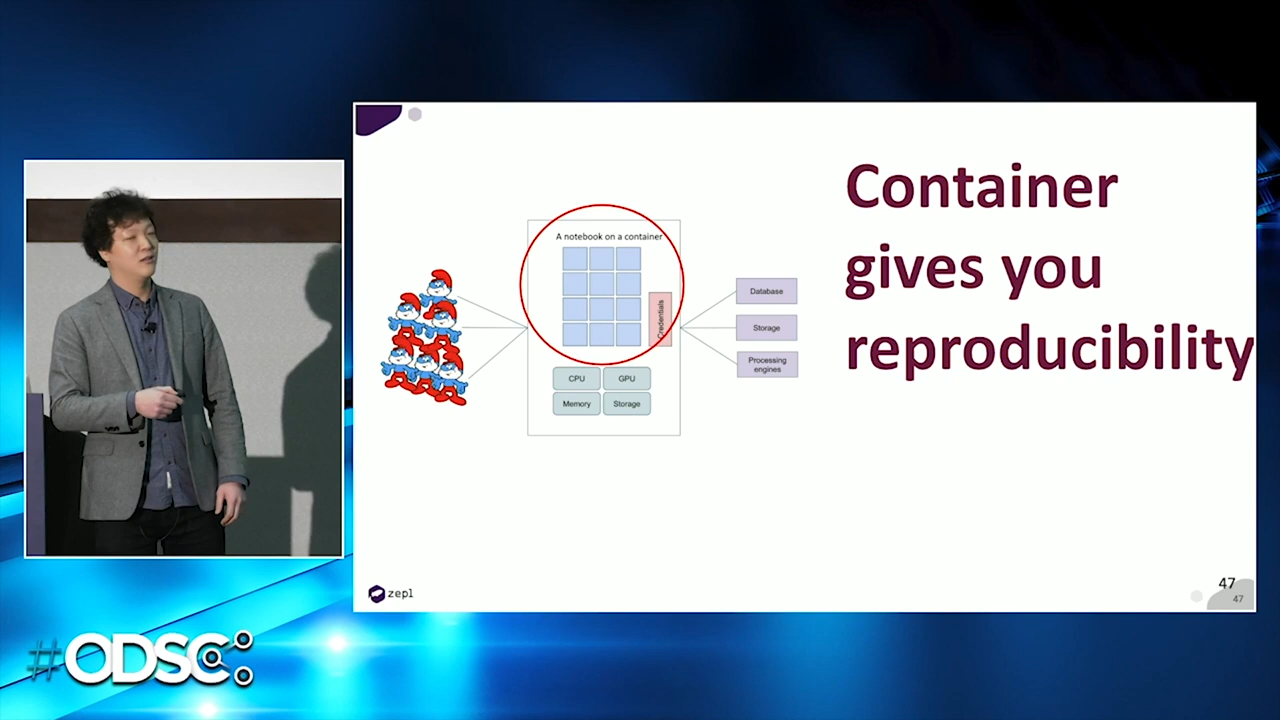 Container
gives you
reproducibility
A notebook on a container
Credentials
CPU
GPU
Memory
Storage
Database
Storage
Processing
engines
zepl
47
47
#ODSC